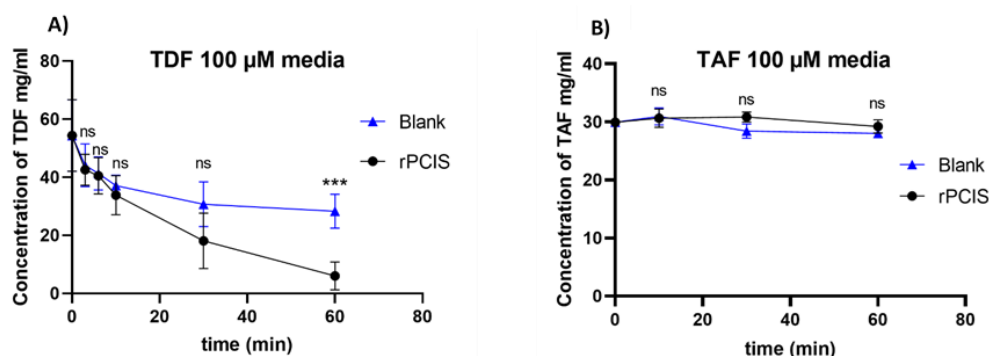 A)
TDF 100 µM media
Concentration of TDF mg/ml
80
60
40
20
0
ns
ns
ns
ns
***
Blank
rPCIS
0
20
40
60
80
time (min)
B)
TAF 100 µM media
Concentration of TAF mg/ml
40
30
20
10
0
ns
ns
ns
Blank
rPCIS
0
20
40
60
80
time (min)